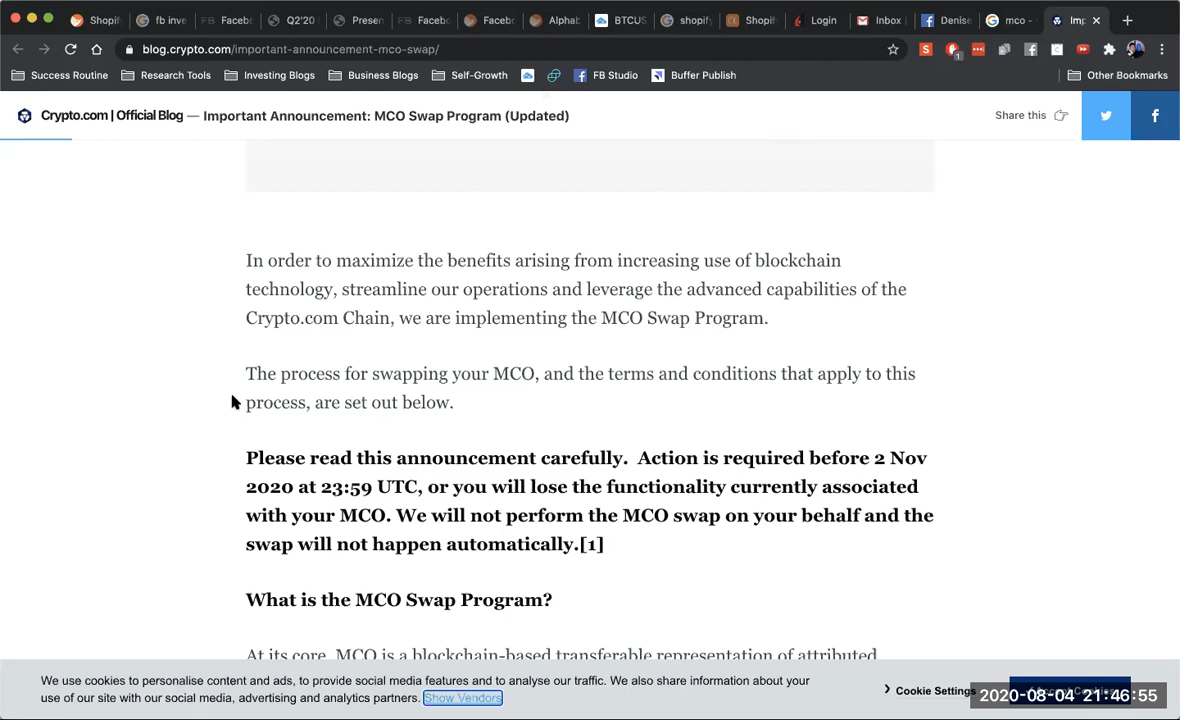 Shopif
fb inve
Facebo
Q2'20
Presen
Facebo
Facebo
Alphab
BTCUS
shopify
Shopif
Login
Inbox
Denise
mco -
Imp
blog.crypto.com/important-announcement-mco-swap/
Success Routine Research Tools Investing Blogs Business Blogs Self-Growth FB Studio Buffer Publish Other Bookmarks
Crypto.com | Official Blog — Important Announcement: MCO Swap Program (Updated) Share this
In order to maximize the benefits arising from increasing use of blockchain
technology, streamline our operations and leverage the advanced capabilities of the
Crypto.com Chain, we are implementing the MCO Swap Program.
The process for swapping your MCO, and the terms and conditions that apply to this
process, are set out below.
Please read this announcement carefully. Action is required before 2 Nov
2020 at 23:59 UTC, or you will lose the functionality currently associated
with your MCO. We will not perform the MCO swap on your behalf and the
swap will not happen automatically.[1]
What is the MCO Swap Program?
At its core, MCO is a blockchain-based transferable representation of attributed
We use cookies to personalise content and ads, to provide social media features and to analyse our traffic. We also share information about your
use of our site with our social media, advertising and analytics partners. Show Vendors
Cookie Settings
2020-08-04 21:46:55